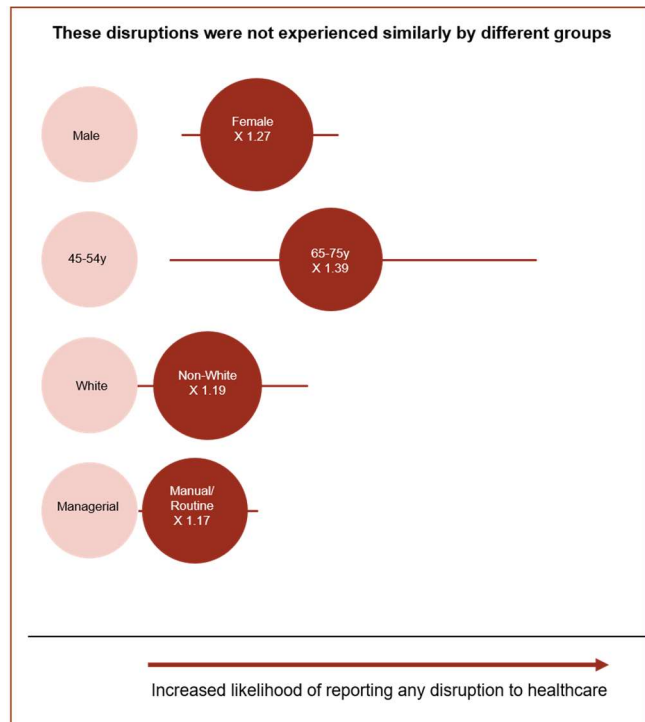 These disruptions were not experienced similarly by different groups
Male
Female
X 1.27
45-54y
65-75y
X 1.39
White
Non-White
X 1.19
Managerial
Manual/
Routine
X 1.17
Increased likelihood of reporting any disruption to healthcare